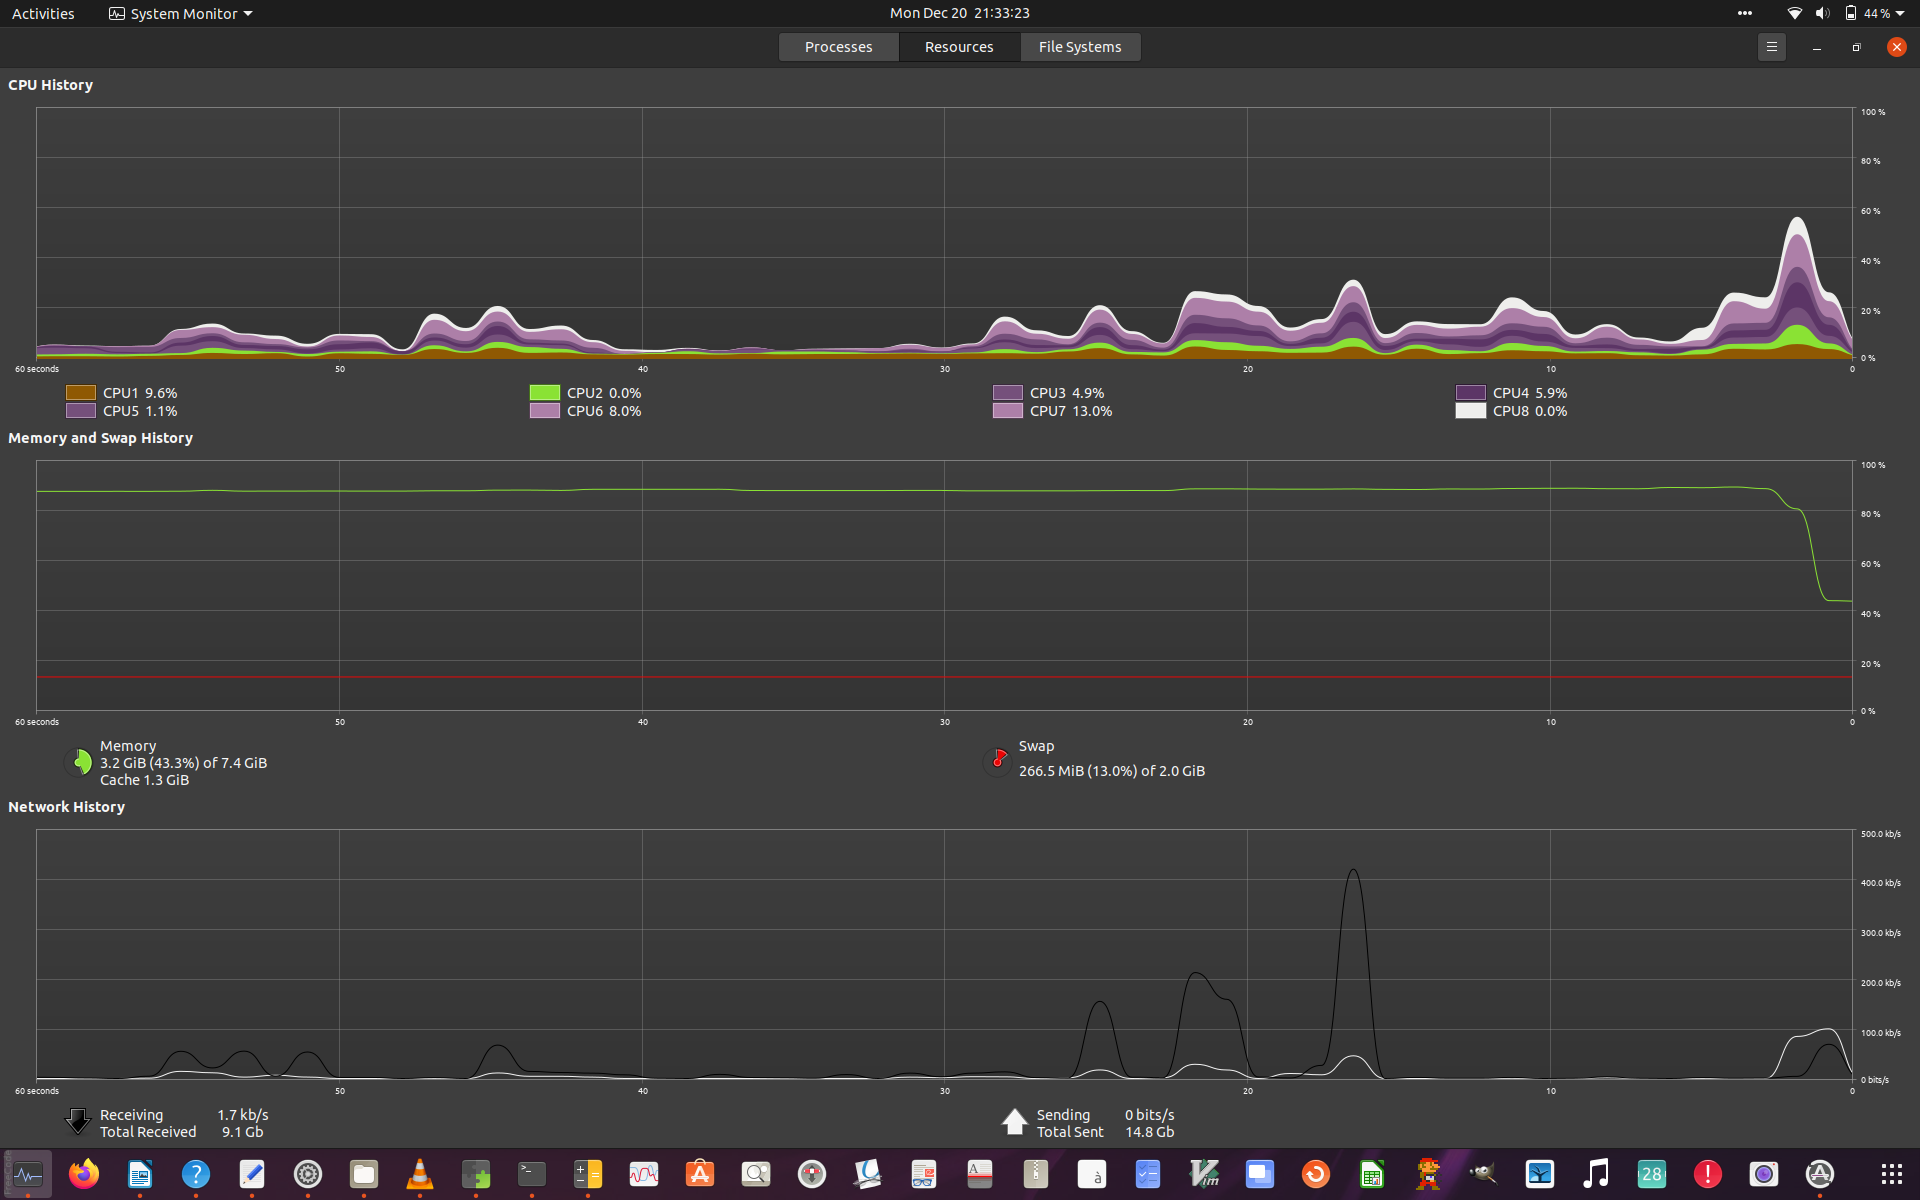 Activities System Monitor Mon Dec 20 21:33:23 44 %
Processes Resources File Systems
CPU History
100 %
80 %
60 %
40 %
20 %
0 %
60 seconds 50 40 30 20 10 0
CPU1 9.6% CPU2 0.0% CPU3 4.9% CPU4 5.9%
CPU5 1.1% CPU6 8.0% CPU7 13.0% CPU8 0.0%
Memory and Swap History
100 %
80 %
60 %
40 %
20 %
0 %
60 seconds 50 40 30 20 10 0
Memory
3.2 GiB (43.3%) of 7.4 GiB
Cache 1.3 GiB
Swap
266.5 MiB (13.0%) of 2.0 GiB
Network History
500.0 kb/s
400.0 kb/s
300.0 kb/s
200.0 kb/s
100.0 kb/s
0 bits/s
60 seconds 50 40 30 20 10 0
Receiving 1.7 kb/s
Total Received 9.1 Gb
Sending 0 bits/s
Total Sent 14.8 Gb
? >_ A à Vim 28 !